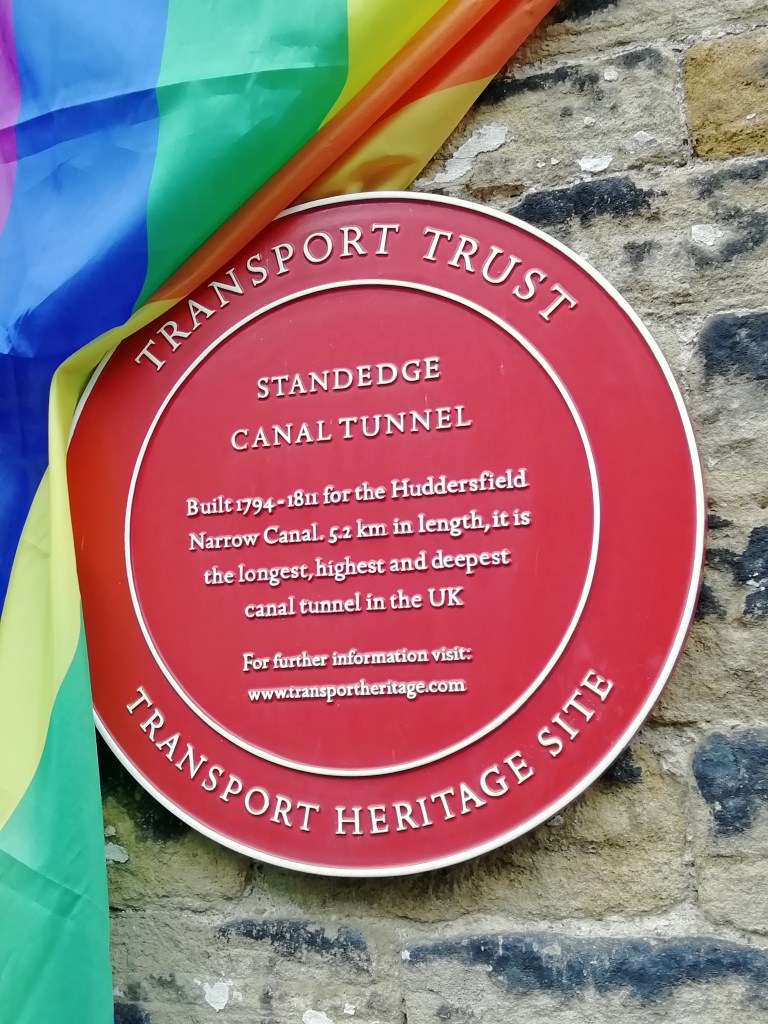 TRANSPORT TRUST
STANDEDGE
CANAL TUNNEL
Built 1794-1811 for the Huddersfield
Narrow Canal. 5.2 km in length, it is
the longest, highest and deepest
canal tunnel in the UK
For further information visit:
www.transportheritage.com
TRANSPORT HERITAGE SITE